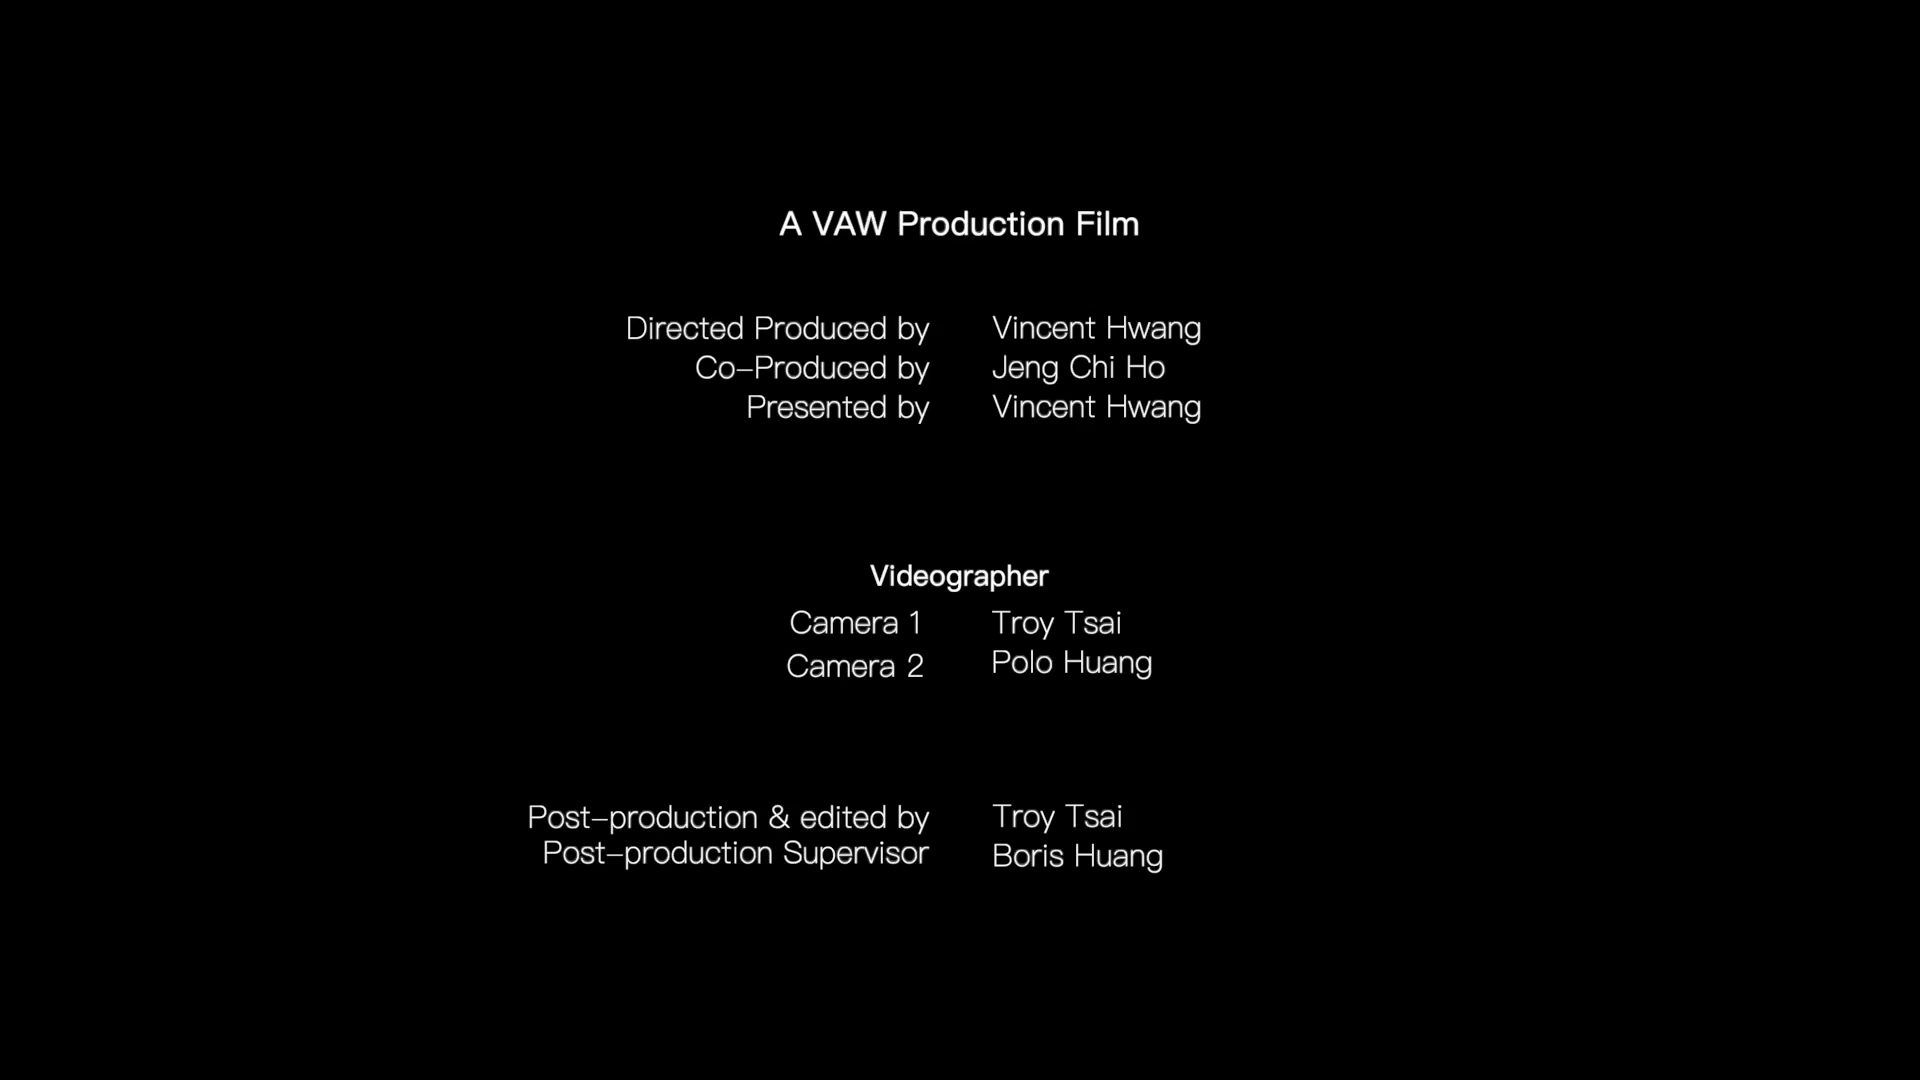 A VAW Production Film
Directed Produced by Vincent Hwang
Co-Produced by Jeng Chi Ho
Presented by Vincent Hwang
Videographer
Camera 1 Troy Tsai
Camera 2 Polo Huang
Post-production & edited by Troy Tsai
Post-production Supervisor Boris Huang